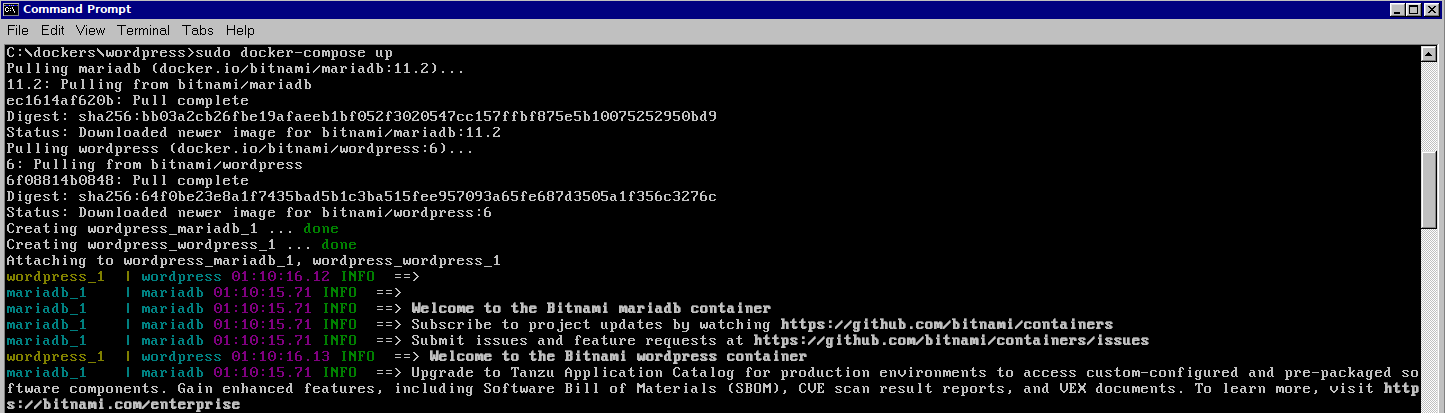 Command Prompt
File Edit View Terminal Tabs Help
C:\dockers\wordpress>sudo docker-compose up
Pulling mariadb (docker.io/bitnami/mariadb:11.2)...
11.2: Pulling from bitnami/mariadb
ec1614af620b: Pull complete
Digest: sha256:bb03a2cb26fbe19afaeeb1bf052f3020547cc157ffbf875e5b10075252950bd9
Status: Downloaded newer image for bitnami/mariadb:11.2
Pulling wordpress (docker.io/bitnami/wordpress:6)...
6: Pulling from bitnami/wordpress
6f08814b0848: Pull complete
Digest: sha256:64f0be23e8a1f7435bad5b1c3ba515fee957093a65fe687d3505a1f356c3276c
Status: Downloaded newer image for bitnami/wordpress:6
Creating wordpress_mariadb_1 ... done
Creating wordpress_wordpress_1 ... done
Attaching to wordpress_mariadb_1, wordpress_wordpress_1
wordpress_1  | wordpress 01:10:16.12 INFO  ==>
mariadb_1    | mariadb 01:10:15.71 INFO  ==>
mariadb_1    | mariadb 01:10:15.71 INFO  ==> Welcome to the Bitnami mariadb container
mariadb_1    | mariadb 01:10:15.71 INFO  ==> Subscribe to project updates by watching https://github.com/bitnami/containers
mariadb_1    | mariadb 01:10:15.71 INFO  ==> Submit issues and feature requests at https://github.com/bitnami/containers/issues
wordpress_1  | wordpress 01:10:16.13 INFO  ==> Welcome to the Bitnami wordpress container
mariadb_1    | mariadb 01:10:15.71 INFO  ==> Upgrade to Tanzu Application Catalog for production environments to access custom-configured and pre-packaged so
ftware components. Gain enhanced features, including Software Bill of Materials (SBOM), CVE scan result reports, and VEX documents. To learn more, visit http
s://bitnami.com/enterprise